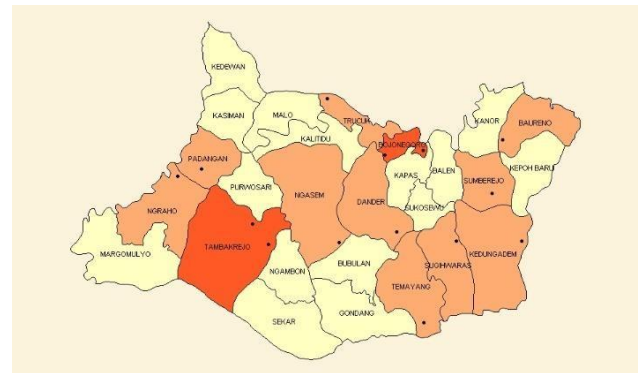 KEDEWAN
KASIMAN
MALO
TRUCUK
KALITIDU
BOJONEGORO
KANOR
BAURENO
PADANGAN
PURWOSARI
NGASEM
KAPAS
BALEN
SUMBEREJO
KEPOH BARU
NGRAHO
DANDER
SUKOSEWU
TAMBAKREJO
MARGOMULYO
NGAMBON
BUBULAN
SUGIHWARAS
KEDUNGADEM
TEMAYANG
SEKAR
GONDANG